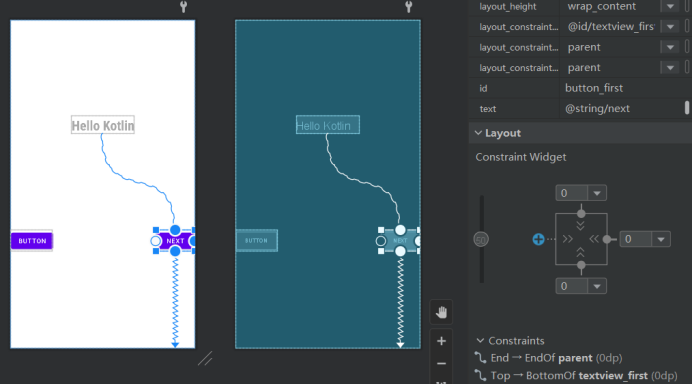 layout_height wrap_content
layout_constraint... @id/textview_firs
layout_constraint... parent
layout_constraint... parent
id button_first
text @string/next
Layout
Constraint Widget
0
50
0
0
Constraints
End → EndOf parent (0dp)
Top → BottomOf textview_first (0dp)
Hello Kotlin
BUTTON
NEXT
Hello Kotlin
BUTTON
NEXT